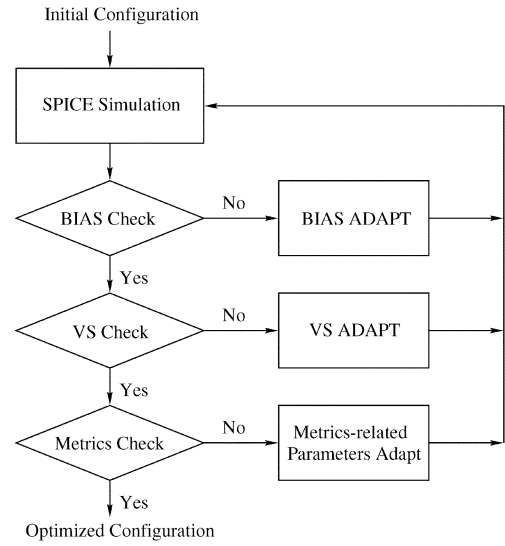 Initial Configuration
SPICE Simulation
BIAS Check
No
BIAS ADAPT
Yes
VS Check
No
VS ADAPT
Yes
Metrics Check
No
Metrics-related
Parameters Adapt
Yes
Optimized Configuration